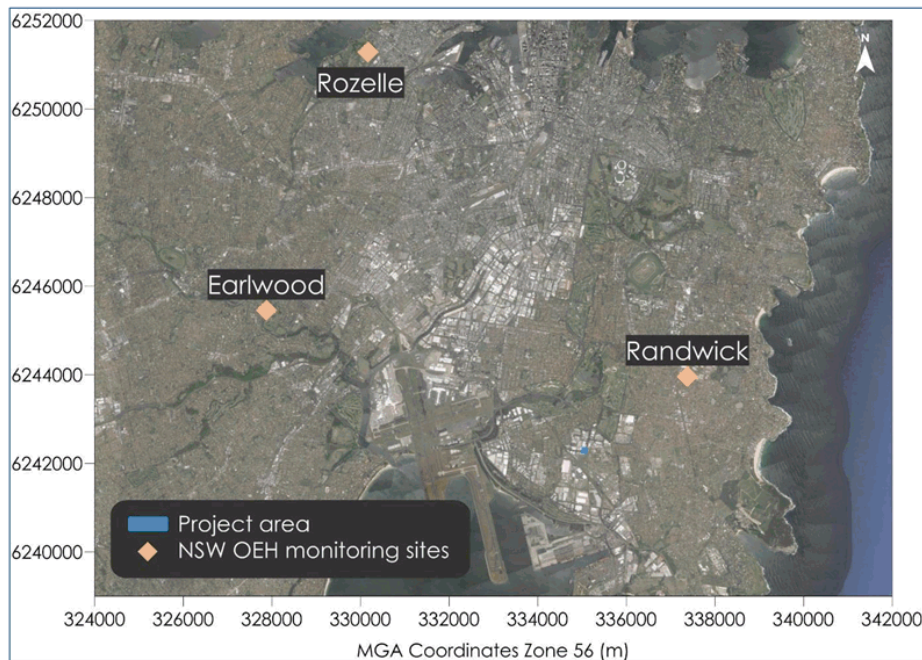 6252000
N
Rozelle
6250000
6248000
Earlwood
6246000
Randwick
6244000
6242000
Project area
NSW OEH monitoring sites
6240000
324000 326000 328000 330000 332000 334000 336000 338000 340000 342000
MGA Coordinates Zone 56 (m)